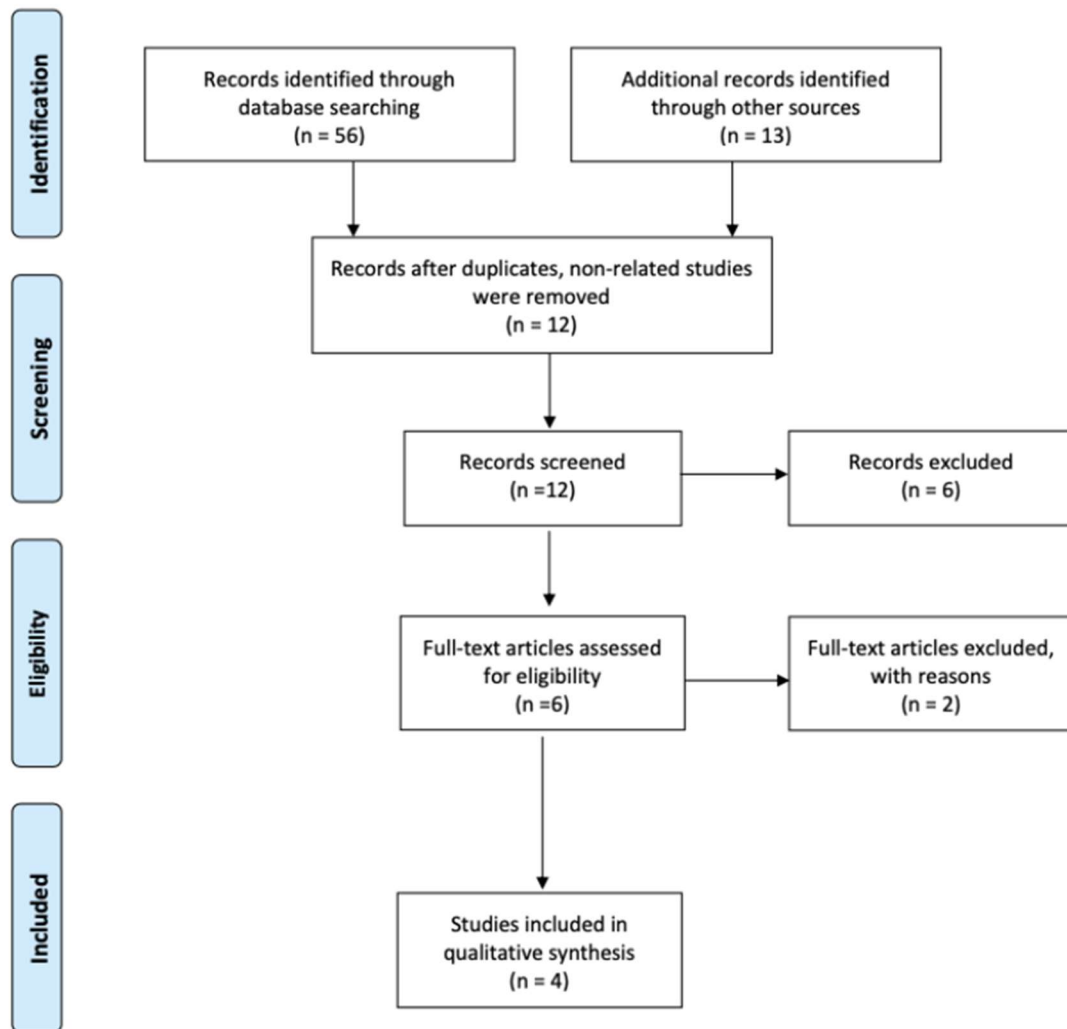 Identification
Records identified through
database searching
(n = 56)
Additional records identified
through other sources
(n = 13)
Records after duplicates, non-related studies
were removed
(n = 12)
Screening
Records screened
(n =12)
Records excluded
(n = 6)
Eligibility
Full-text articles assessed
for eligibility
(n =6)
Full-text articles excluded,
with reasons
(n = 2)
Included
Studies included in
qualitative synthesis
(n = 4)